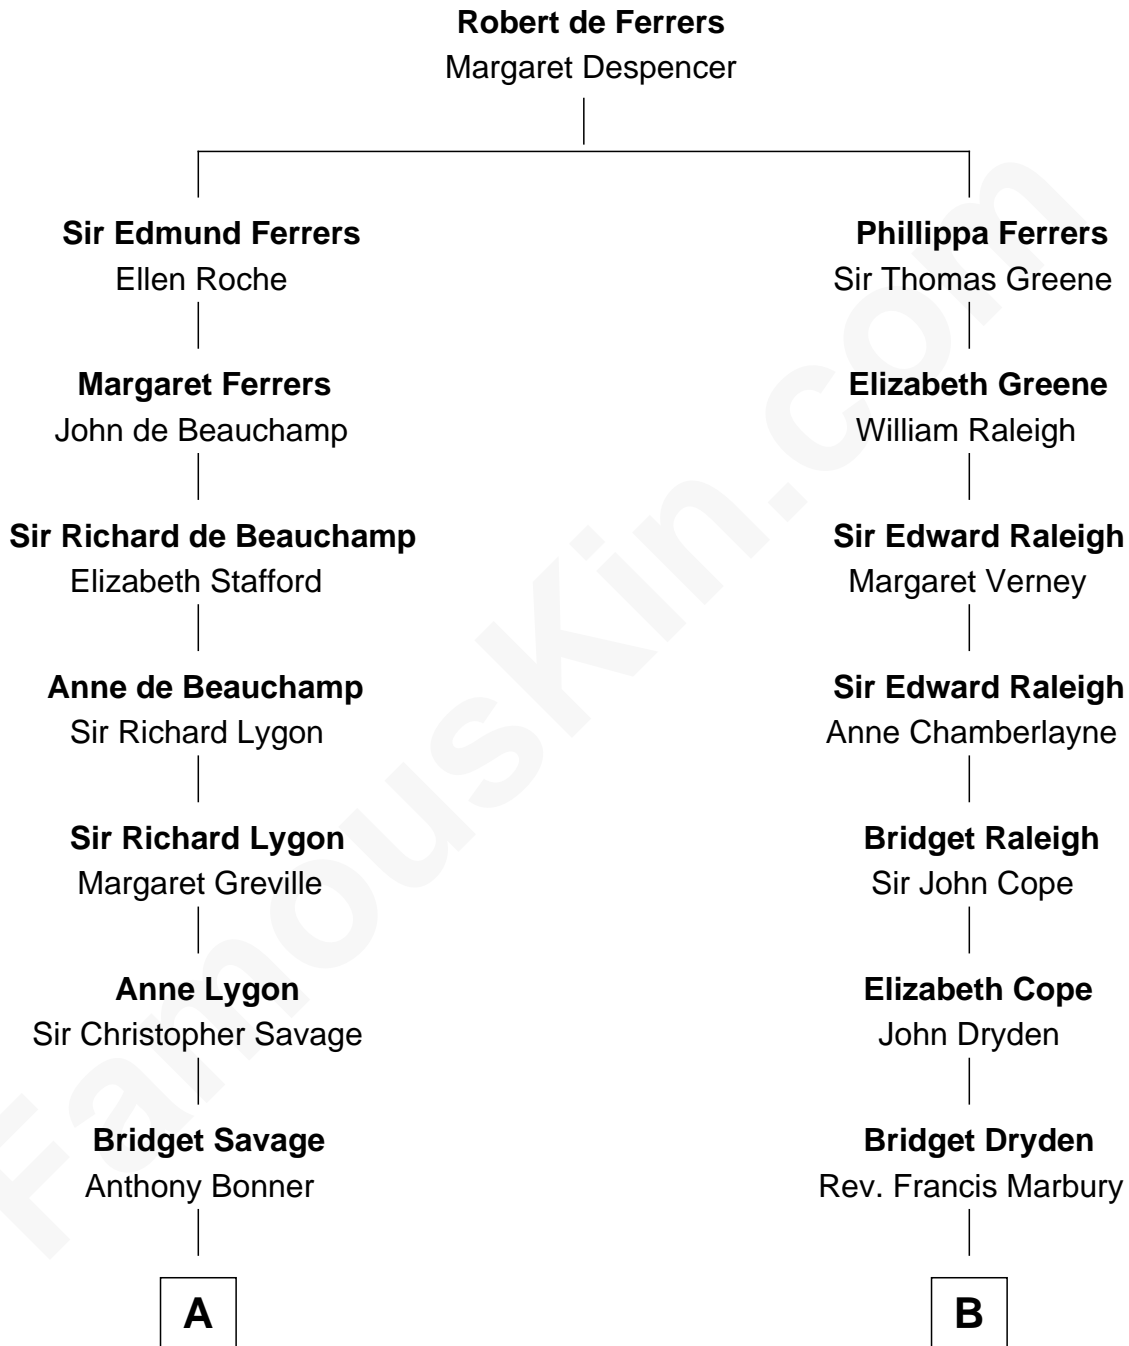 Robert de Ferrers
Margaret Despencer
Sir Edmund Ferrers
Ellen Roche
Margaret Ferrers
John de Beauchamp
Sir Richard de Beauchamp
Elizabeth Stafford
Anne de Beauchamp
Sir Richard Lygon
Sir Richard Lygon
Margaret Greville
Anne Lygon
Sir Christopher Savage
Bridget Savage
Anthony Bonner
A
Phillippa Ferrers
Sir Thomas Greene
Elizabeth Greene
William Raleigh
Sir Edward Raleigh
Margaret Verney
Sir Edward Raleigh
Anne Chamberlayne
Bridget Raleigh
Sir John Cope
Elizabeth Cope
John Dryden
Bridget Dryden
Rev. Francis Marbury
B
FamousKin.com